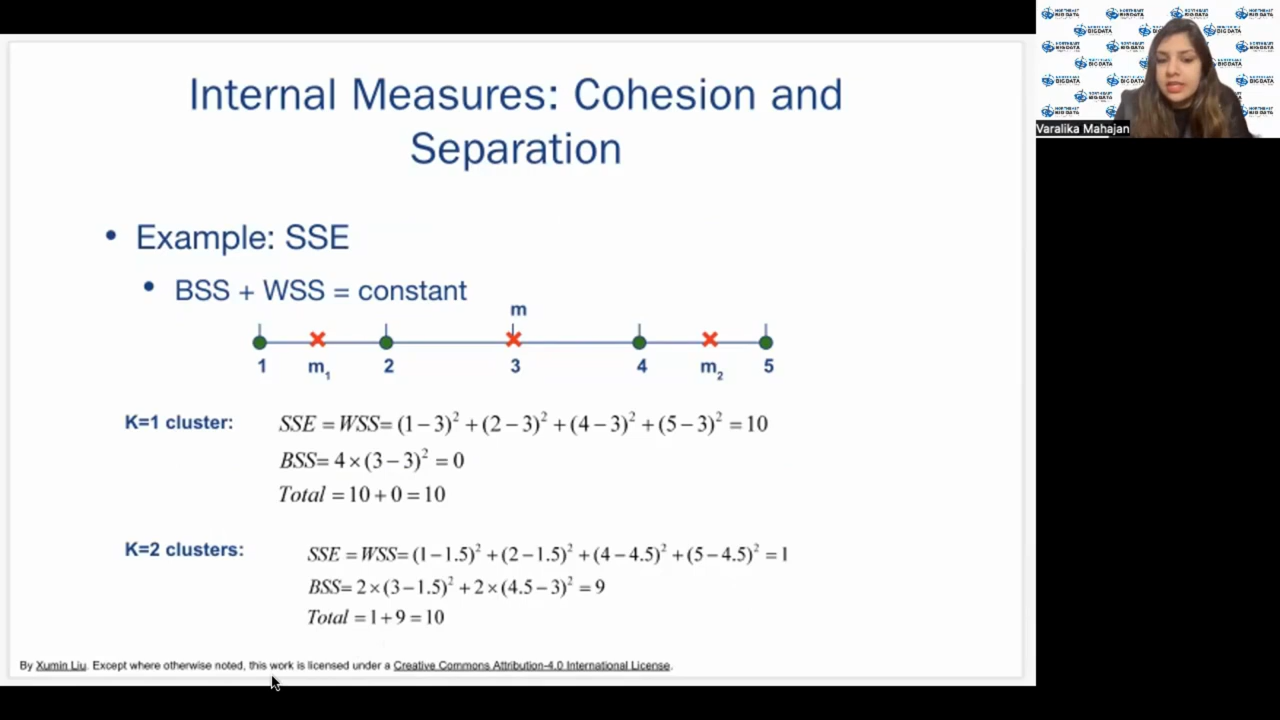 Internal Measures: Cohesion and
Separation
• Example: SSE
• BSS + WSS = constant
m
1 m₁ 2 3 4 m₂ 5
K=1 cluster: SSE = WSS= (1−3)² + (2−3)² + (4−3)² + (5−3)² = 10
BSS= 4×(3−3)² = 0
Total = 10+0 = 10
K=2 clusters: SSE = WSS= (1−1.5)² + (2−1.5)² + (4−4.5)² + (5−4.5)² = 1
BSS= 2×(3−1.5)² + 2×(4.5−3)² = 9
Total = 1+9 = 10
By Xumin Liu. Except where otherwise noted, this work is licensed under a Creative Commons Attribution-4.0 International License.
NORTHEAST
BIG DATA
Varalika Mahajan